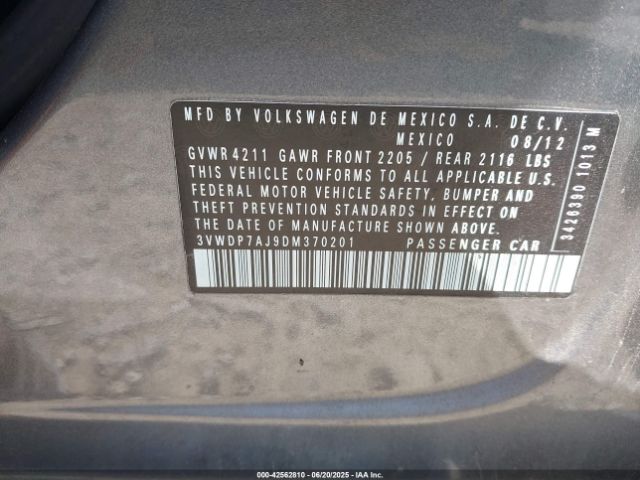 MFD BY VOLKSWAGEN DE MEXICO S.A. DE C.V.
MEXICO 08/12
GVWR 4211 GAWR FRONT 2205 / REAR 2116 LBS
THIS VEHICLE CONFORMS TO ALL APPLICABLE U.S.
FEDERAL MOTOR VEHICLE SAFETY, BUMPER AND
THEFT PREVENTION STANDARDS IN EFFECT ON
THE DATE OF MANUFACTURE SHOWN ABOVE.
3VWDP7AJ9DM370201 PASSENGER CAR
3426390 1013 M
000-42562810 - 06/20/2025 - IAAI.COM